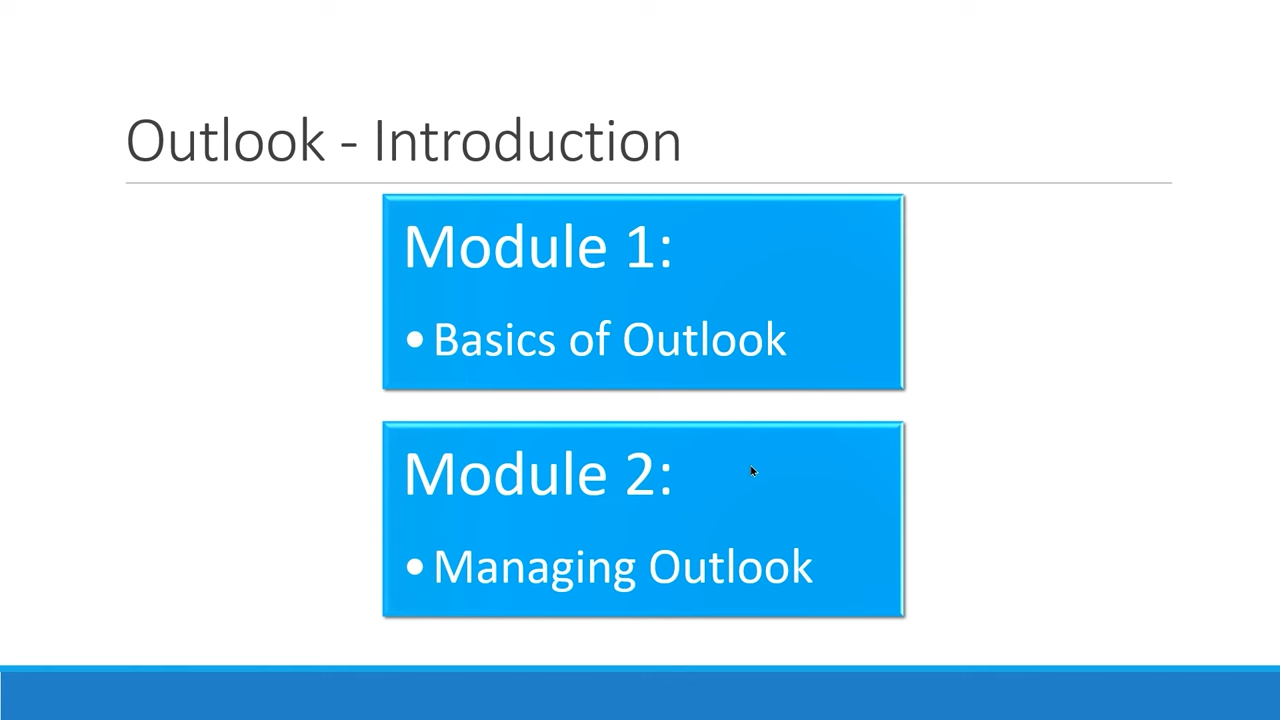 Outlook - Introduction
Module 1:
•Basics of Outlook
Module 2:
•Managing Outlook